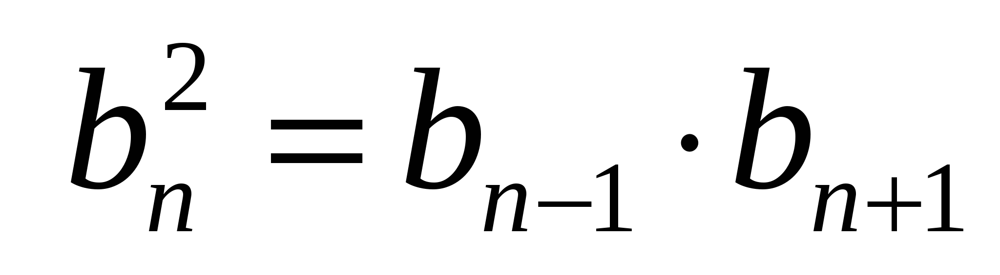 b_n^2 = b_{n-1} · b_{n+1}